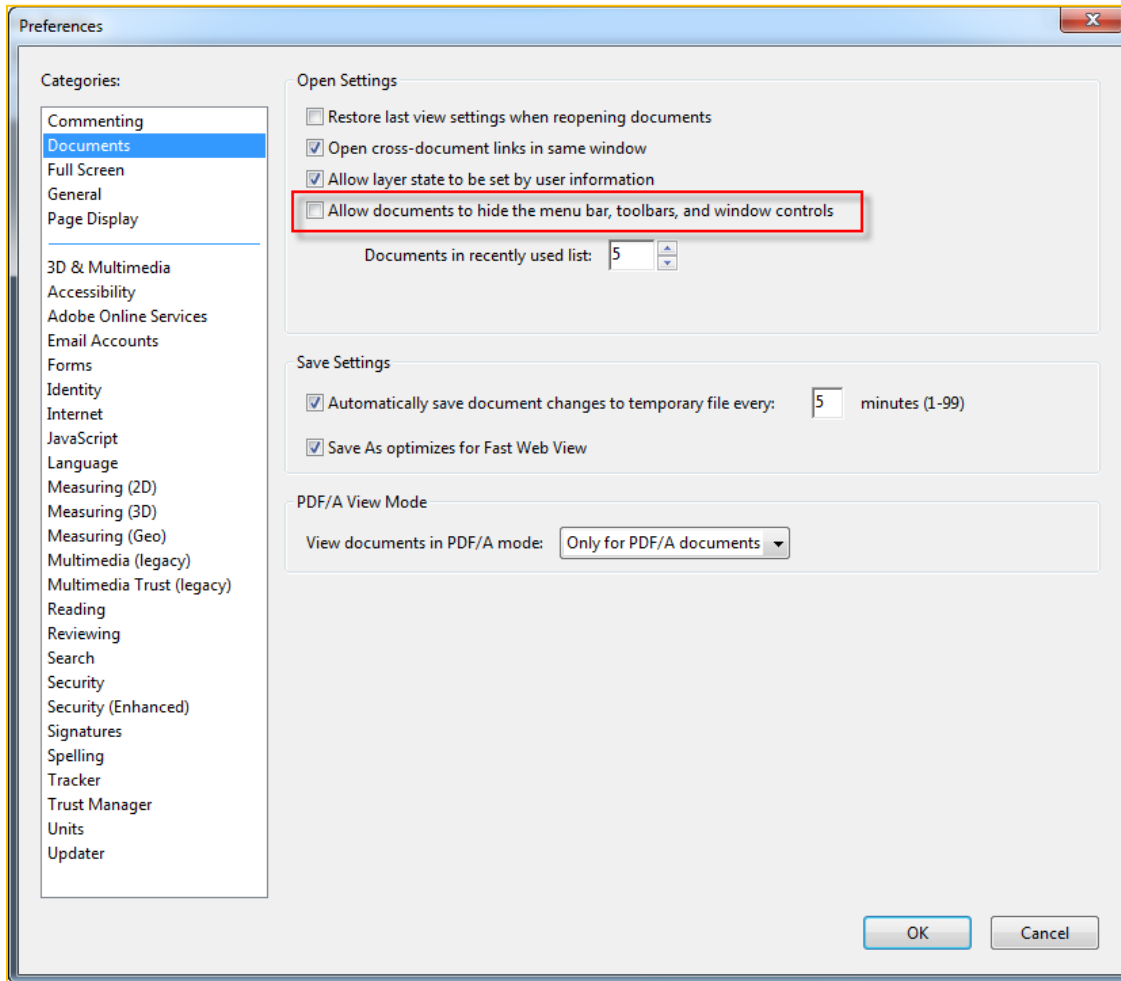 Preferences
Categories:
Commenting
Documents
Full Screen
General
Page Display
3D & Multimedia
Accessibility
Adobe Online Services
Email Accounts
Forms
Identity
Internet
JavaScript
Language
Measuring (2D)
Measuring (3D)
Measuring (Geo)
Multimedia (legacy)
Multimedia Trust (legacy)
Reading
Reviewing
Search
Security
Security (Enhanced)
Signatures
Spelling
Tracker
Trust Manager
Units
Updater
Open Settings
Restore last view settings when reopening documents
Open cross-document links in same window
Allow layer state to be set by user information
Allow documents to hide the menu bar, toolbars, and window controls
Documents in recently used list: 5
Save Settings
Automatically save document changes to temporary file every: 5 minutes (1-99)
Save As optimizes for Fast Web View
PDF/A View Mode
View documents in PDF/A mode: Only for PDF/A documents
OK Cancel